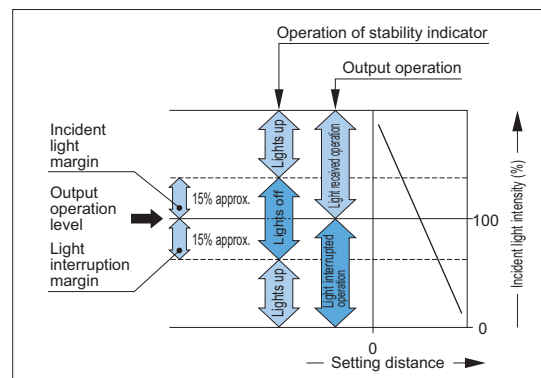 Operation of stability indicator
Output operation
Incident
light
margin
Output
operation
level
Light
interruption
margin
15% approx.
15% approx.
Lights up
Lights off
Lights up
Light received operation
Light interrupted
operation
100
0
0
Setting distance
Incident light intensity (%)